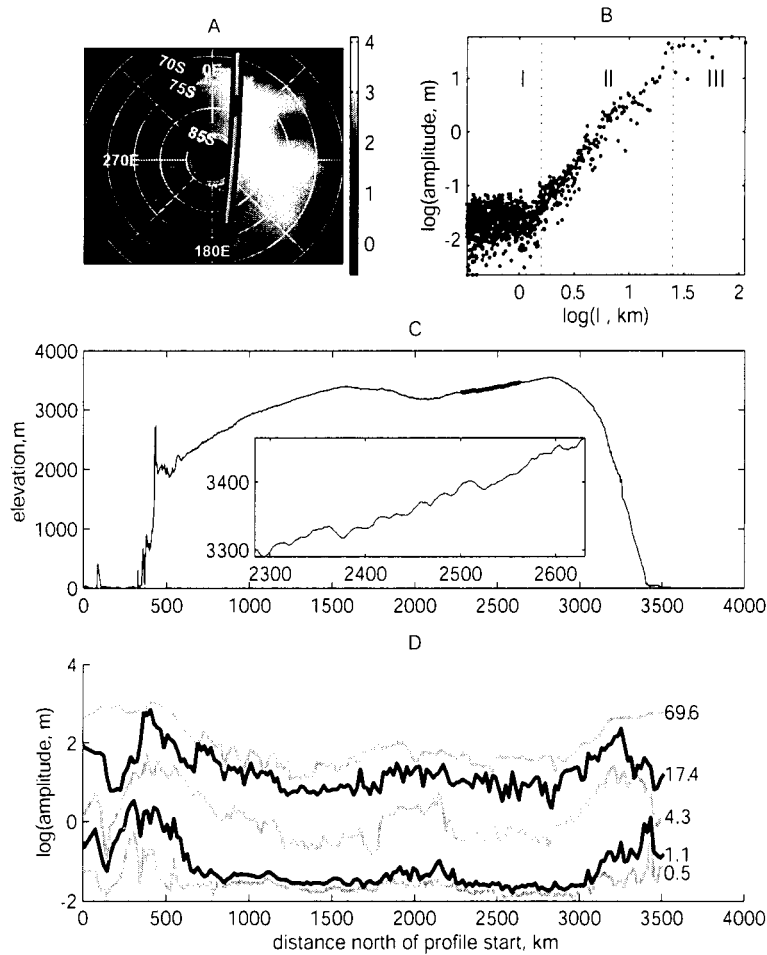 A
70S
75S
0E
85S
270E
180E
4
3
2
1
0
B
log(amplitude, m)
1
0
-1
-2
I
II
III
0
0.5
1
1.5
2
log(l , km)
C
elevation,m
4000
3000
2000
1000
0
3400
3300
2300
2400
2500
2600
0
500
1000
1500
2000
2500
3000
3500
4000
D
log(amplitude, m)
4
2
0
-2
69.6
17.4
4.3
1.1
0.5
0
500
1000
1500
2000
2500
3000
3500
4000
distance north of profile start, km